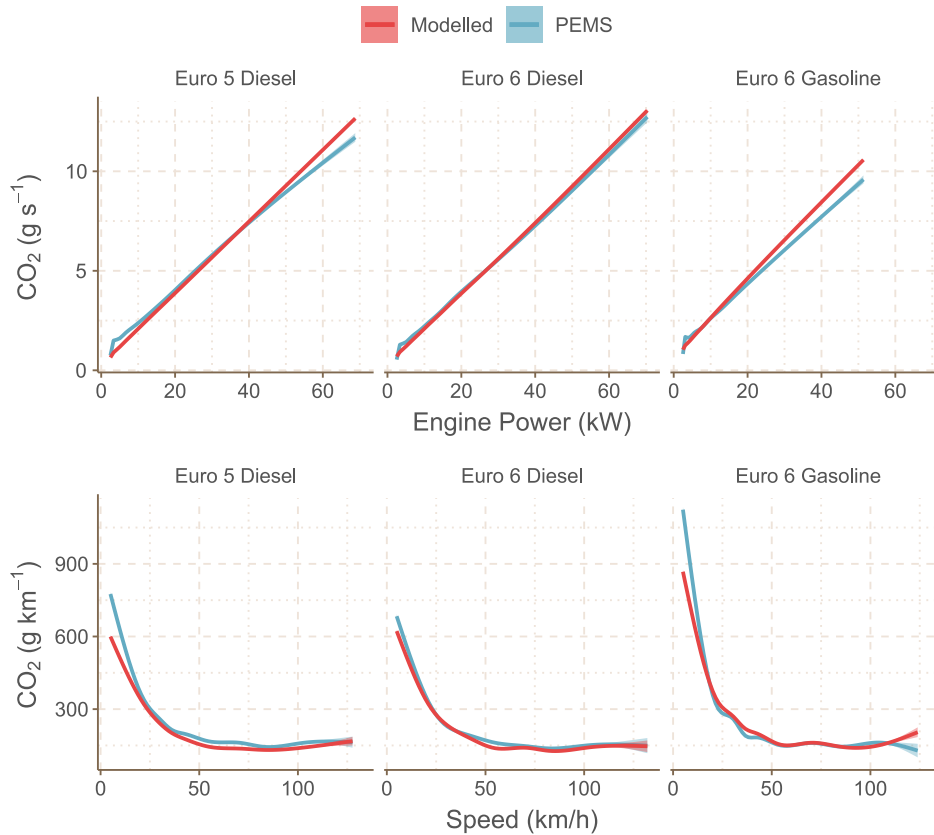 Modelled PEMS
Euro 5 Diesel Euro 6 Diesel Euro 6 Gasoline
CO₂ (g s⁻¹)
10
5
0
0 20 40 60 0 20 40 60 0 20 40 60
Engine Power (kW)
Euro 5 Diesel Euro 6 Diesel Euro 6 Gasoline
CO₂ (g km⁻¹)
900
600
300
0 50 100 0 50 100 0 50 100
Speed (km/h)